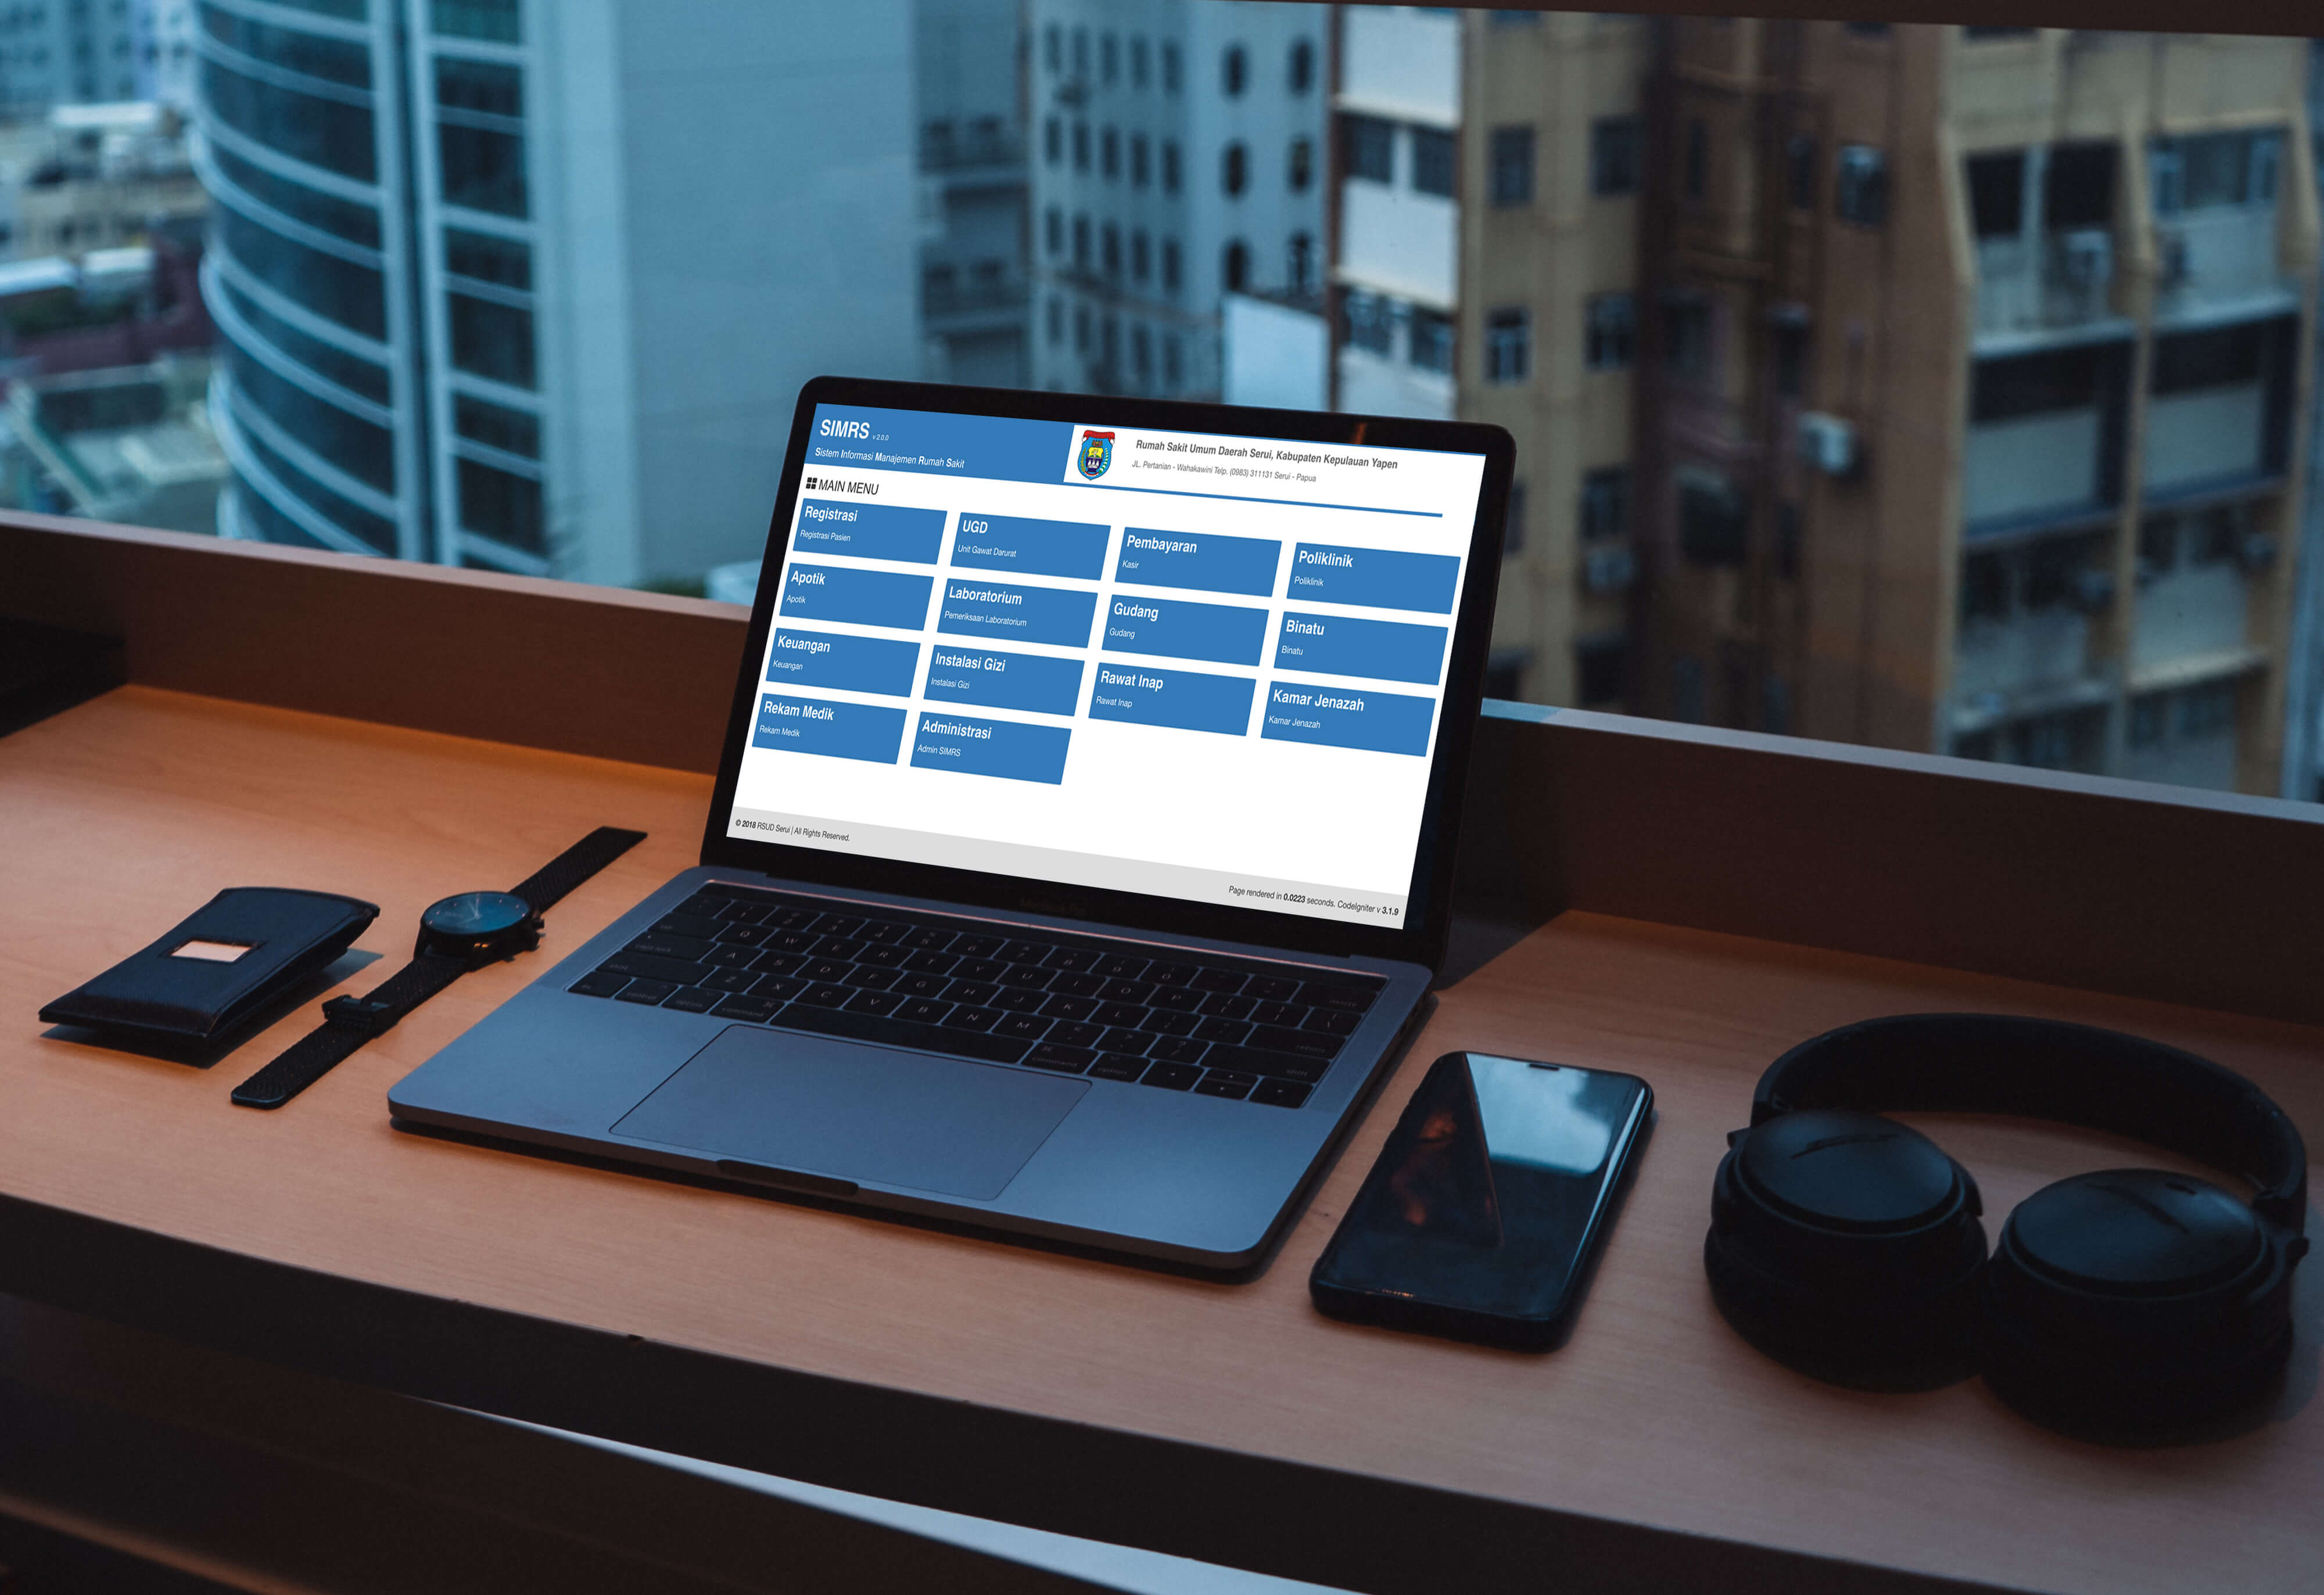 SIMRS v 2.0.0
Sistem Informasi Manajemen Rumah Sakit
Rumah Sakit Umum Daerah Serui, Kabupaten Kepulauan Yapen
JL. Pertanian - Wahakawini Telp. (0983) 311131 Serui - Papua
MAIN MENU
Registrasi
Registrasi Pasien
UGD
Unit Gawat Darurat
Pembayaran
Kasir
Poliklinik
Poliklinik
Apotik
Apotik
Laboratorium
Pemeriksaan Laboratorium
Gudang
Gudang
Binatu
Binatu
Keuangan
Keuangan
Instalasi Gizi
Instalasi Gizi
Rawat Inap
Rawat Inap
Kamar Jenazah
Kamar Jenazah
Rekam Medik
Rekam Medik
Administrasi
Admin SIMRS
© 2018 RSUD Serui | All Rights Reserved.
Page rendered in 0.0223 seconds. CodeIgniter v 3.1.9
MacBook Pro
Q W E R T Y U I O P
A S D F G H J K L
Z X C V B N M